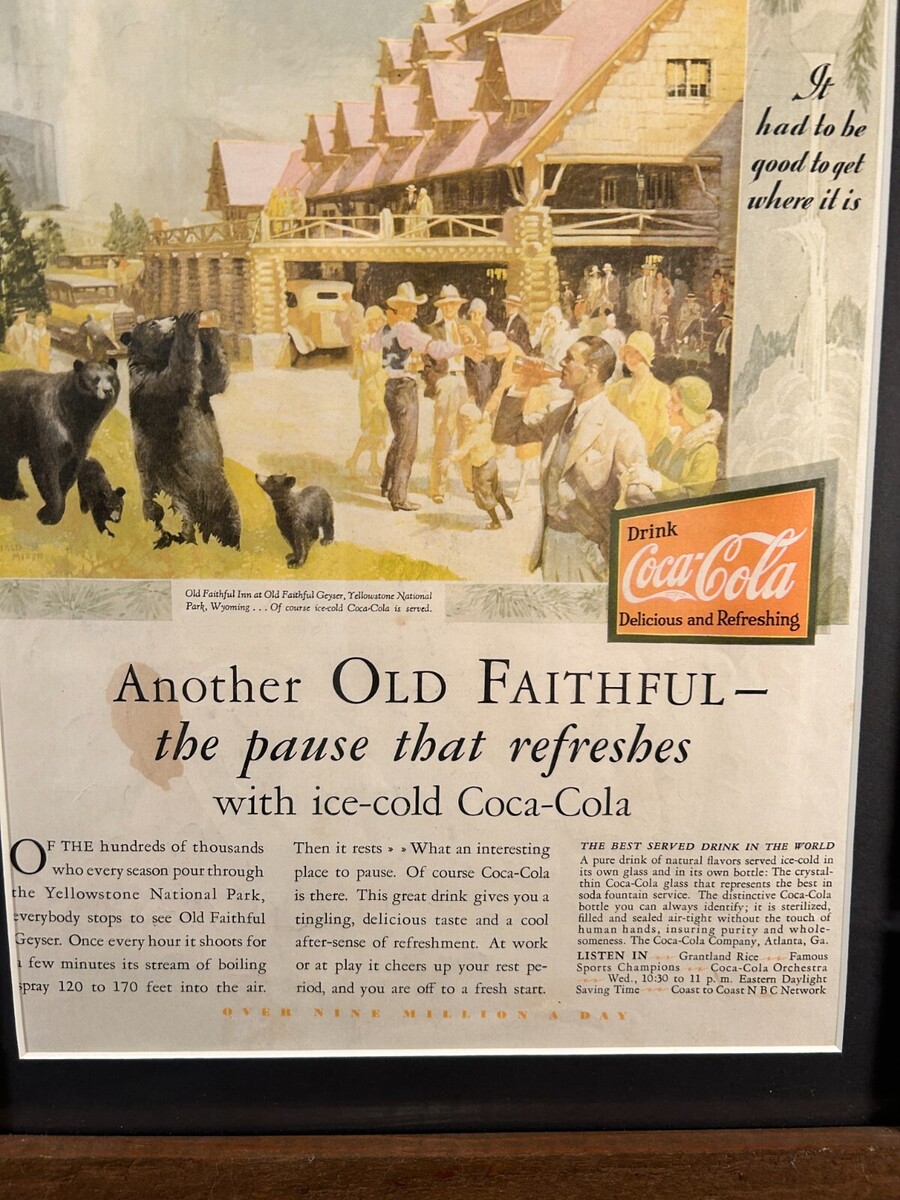 It
had to be
good to get
where it is
Drink
Coca-Cola
Delicious and Refreshing
Old Faithful Inn at Old Faithful Geyser, Yellowstone National
Park, Wyoming . . . Of course ice-cold Coca-Cola is served.
Another OLD FAITHFUL—
the pause that refreshes
with ice-cold Coca-Cola
OF THE hundreds of thousands
who every season pour through
the Yellowstone National Park,
everybody stops to see Old Faithful
Geyser. Once every hour it shoots for
a few minutes its stream of boiling
spray 120 to 170 feet into the air.
Then it rests » » What an interesting
place to pause. Of course Coca-Cola
is there. This great drink gives you a
tingling, delicious taste and a cool
after-sense of refreshment. At work
or at play it cheers up your rest pe-
riod, and you are off to a fresh start.
THE BEST SERVED DRINK IN THE WORLD
A pure drink of natural flavors served ice-cold in
its own glass and in its own bottle: The crystal-
thin Coca-Cola glass that represents the best in
soda fountain service. The distinctive Coca-Cola
bottle you can always identify; it is sterilized,
filled and sealed air-tight without the touch of
human hands, insuring purity and whole-
someness. The Coca-Cola Company, Atlanta, Ga.
LISTEN IN Grantland Rice Famous
Sports Champions Coca-Cola Orchestra
Wed., 10:30 to 11 p. m. Eastern Daylight
Saving Time Coast to Coast N B C Network
OVER NINE MILLION A DAY